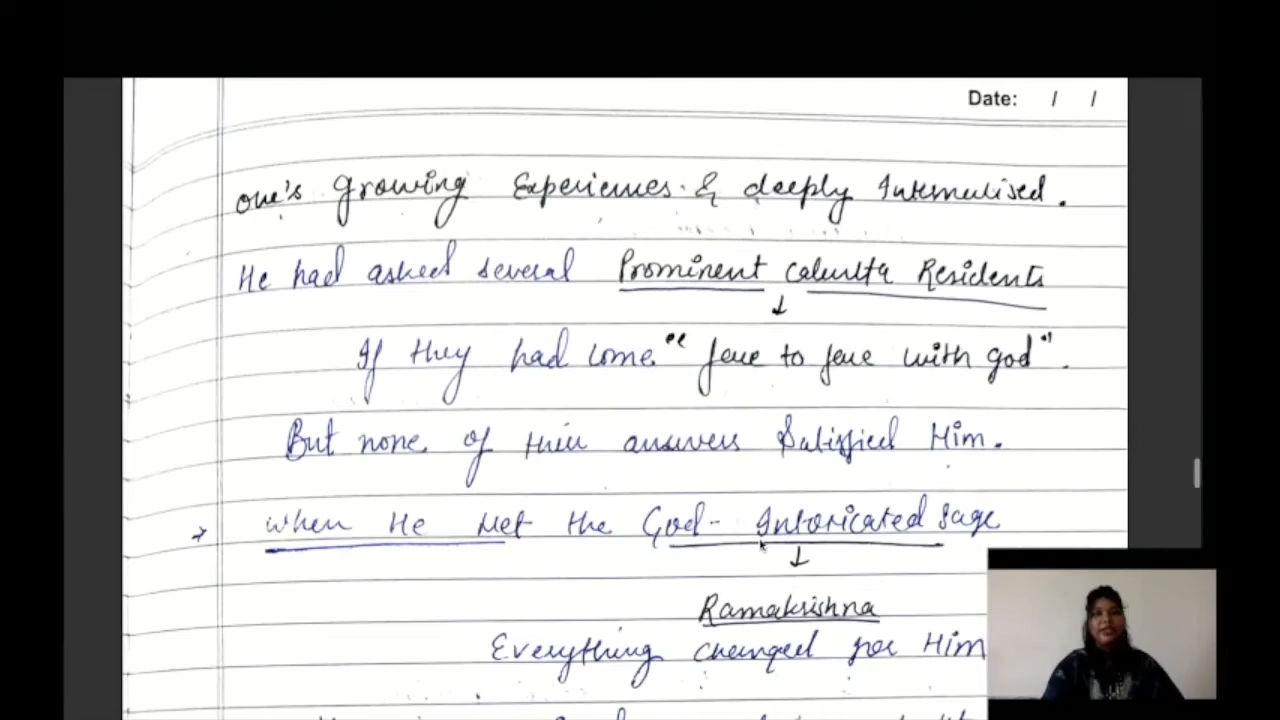 Date: / /
one's growing Experiences & deeply Internalised.
He had asked several Prominent Calcutta Residents
↓
If they had come "face to face with god".
But none of their answers Satisfied Him.
→ when He Met the God-Intoxicated Sage
↓
Ramakrishna
Everything changed for Him